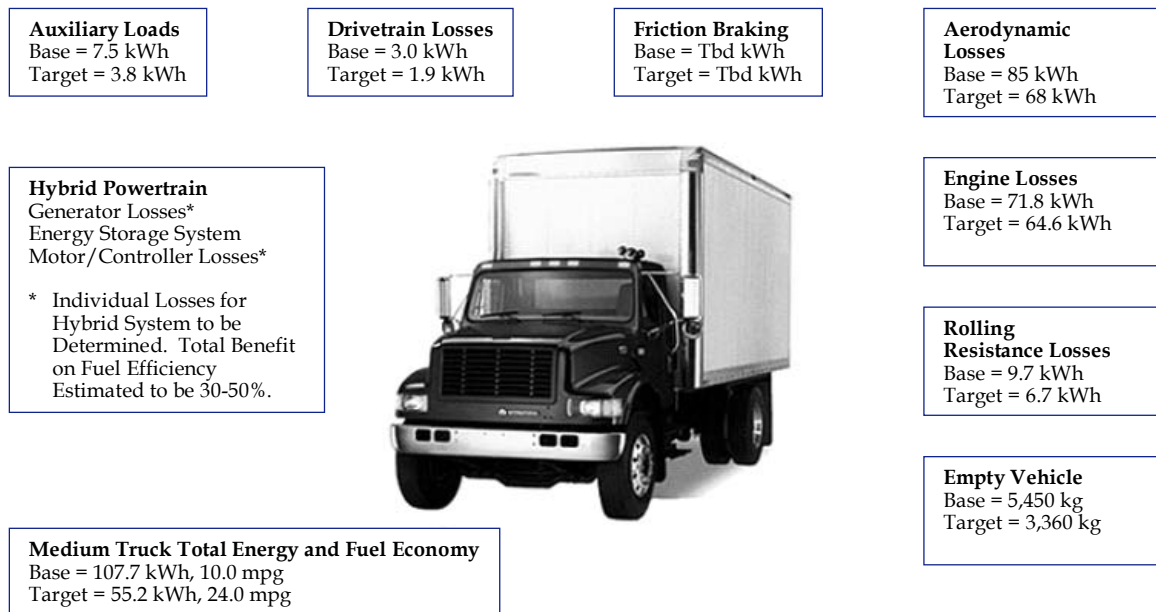 Auxiliary Loads
Base = 7.5 kWh
Target = 3.8 kWh
Drivetrain Losses
Base = 3.0 kWh
Target = 1.9 kWh
Friction Braking
Base = Tbd kWh
Target = Tbd kWh
Aerodynamic
Losses
Base = 85 kWh
Target = 68 kWh
Hybrid Powertrain
Generator Losses*
Energy Storage System
Motor/Controller Losses*
* Individual Losses for
Hybrid System to be
Determined. Total Benefit
on Fuel Efficiency
Estimated to be 30-50%.
Engine Losses
Base = 71.8 kWh
Target = 64.6 kWh
Rolling
Resistance Losses
Base = 9.7 kWh
Target = 6.7 kWh
Empty Vehicle
Base = 5,450 kg
Target = 3,360 kg
Medium Truck Total Energy and Fuel Economy
Base = 107.7 kWh, 10.0 mpg
Target = 55.2 kWh, 24.0 mpg